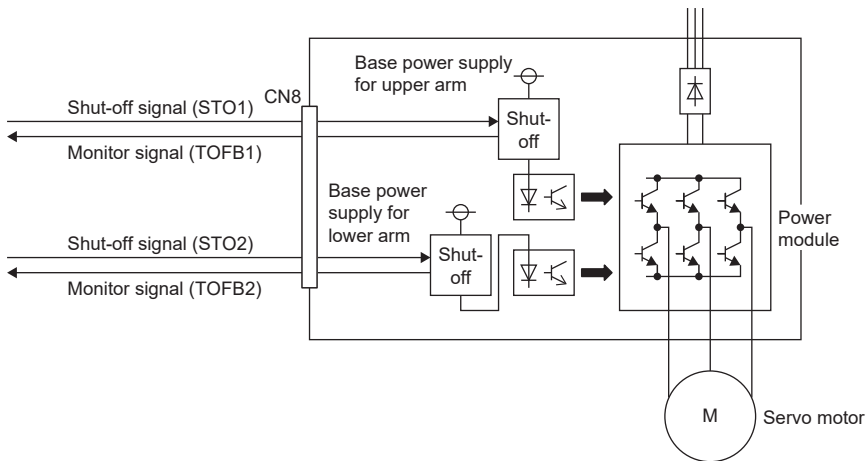 Base power supply
for upper arm
CN8
Shut-off signal (STO1)
Shut-
off
Monitor signal (TOFB1)
Base power
supply for
lower arm
Power
module
Shut-off signal (STO2)
Shut-
off
Monitor signal (TOFB2)
M
Servo motor